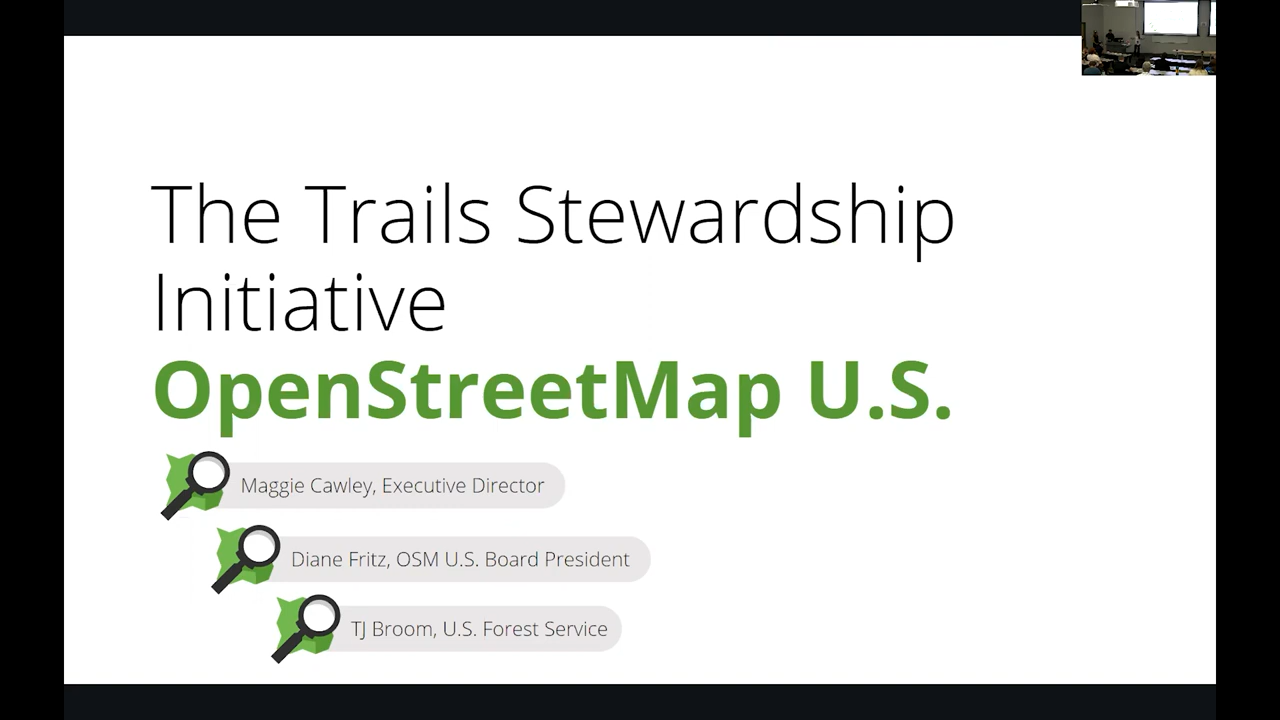 The Trails Stewardship
Initiative
OpenStreetMap U.S.
Maggie Cawley, Executive Director
Diane Fritz, OSM U.S. Board President
TJ Broom, U.S. Forest Service